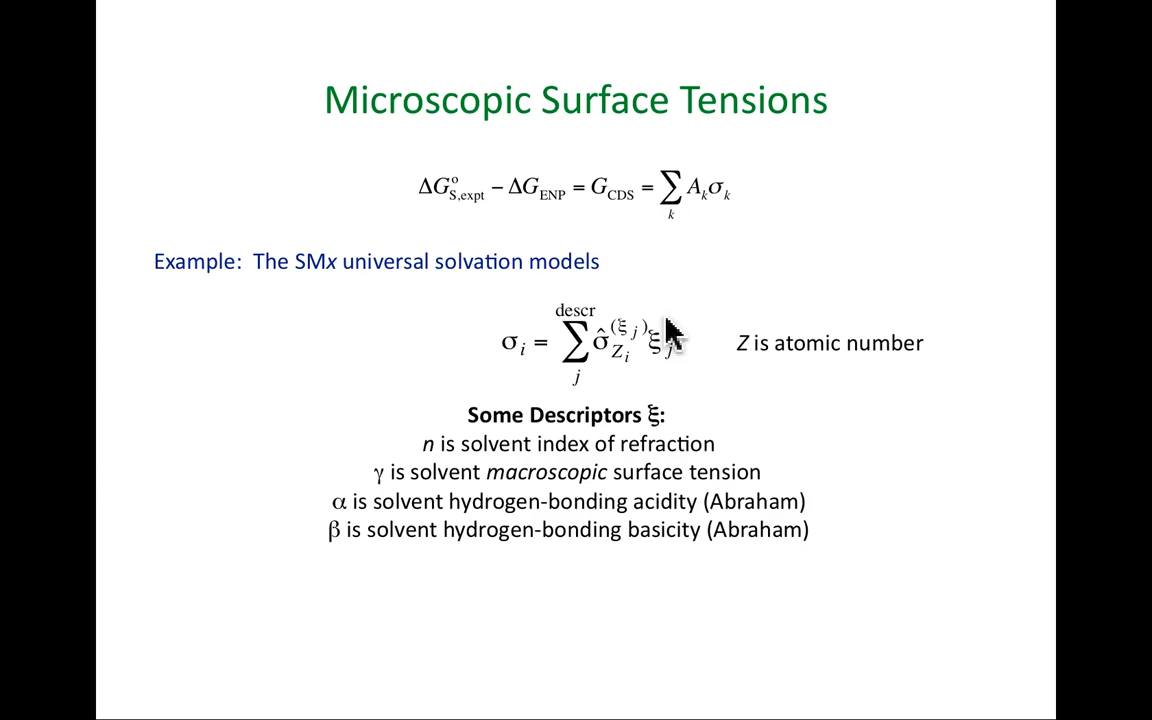 Microscopic Surface Tensions
ΔG°S,expt − ΔGENP = GCDS = ∑k Akσk
Example: The SMx universal solvation models
σi = ∑j descr σ̂Zi(ξj) ξj Z is atomic number
Some Descriptors ξ:
n is solvent index of refraction
γ is solvent macroscopic surface tension
α is solvent hydrogen-bonding acidity (Abraham)
β is solvent hydrogen-bonding basicity (Abraham)